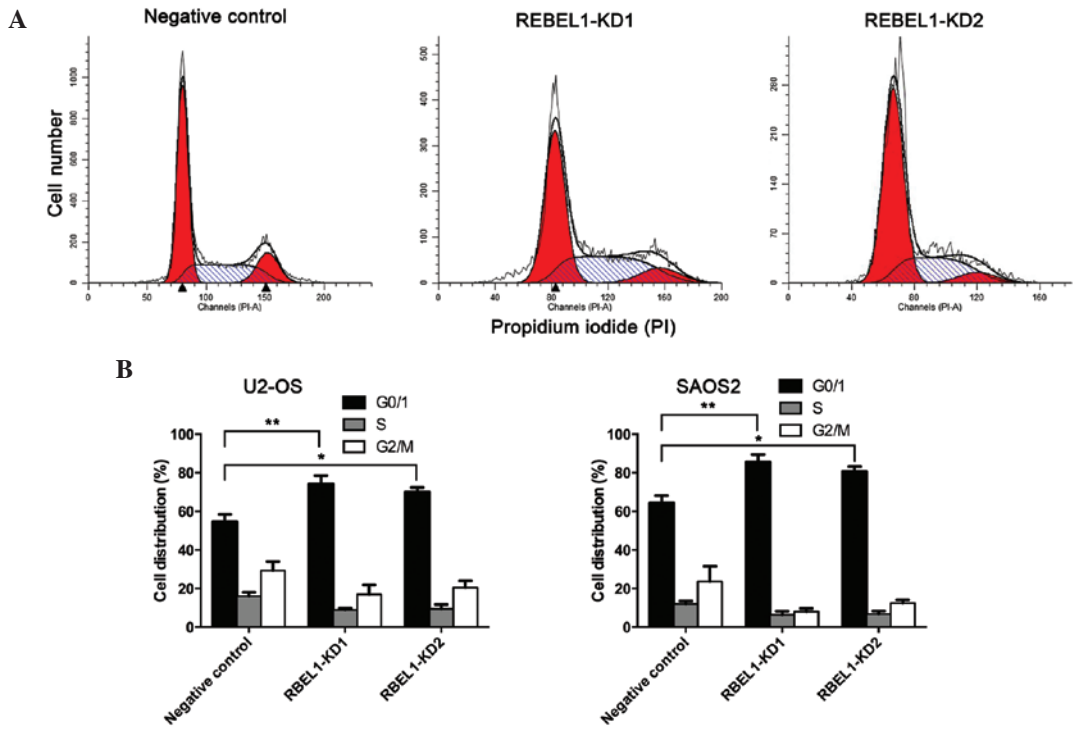 A
Negative control
REBEL1-KD1
REBEL1-KD2
Cell number
1000
800
600
400
200
0
0
50
100
150
200
Channels (PI-A)
500
400
300
200
100
0
0
40
80
120
160
200
Channels (PI-A)
280
210
140
70
0
0
40
80
120
160
Channels (PI-A)
Propidium iodide (PI)
B
U2-OS
G0/1
S
G2/M
**
*
Cell distribution (%)
100
80
60
40
20
0
Negative control
RBEL1-KD1
RBEL1-KD2
SAOS2
G0/1
S
G2/M
**
*
Cell distribution (%)
100
80
60
40
20
0
Negative control
RBEL1-KD1
RBEL1-KD2